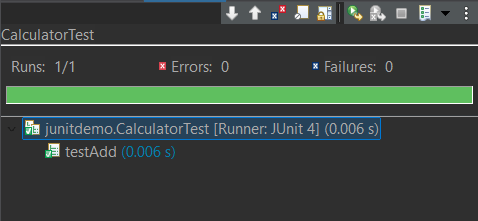 CalculatorTest
Runs: 1/1 Errors: 0 Failures: 0
junitdemo.CalculatorTest [Runner: JUnit 4] (0.006 s)
testAdd (0.006 s)